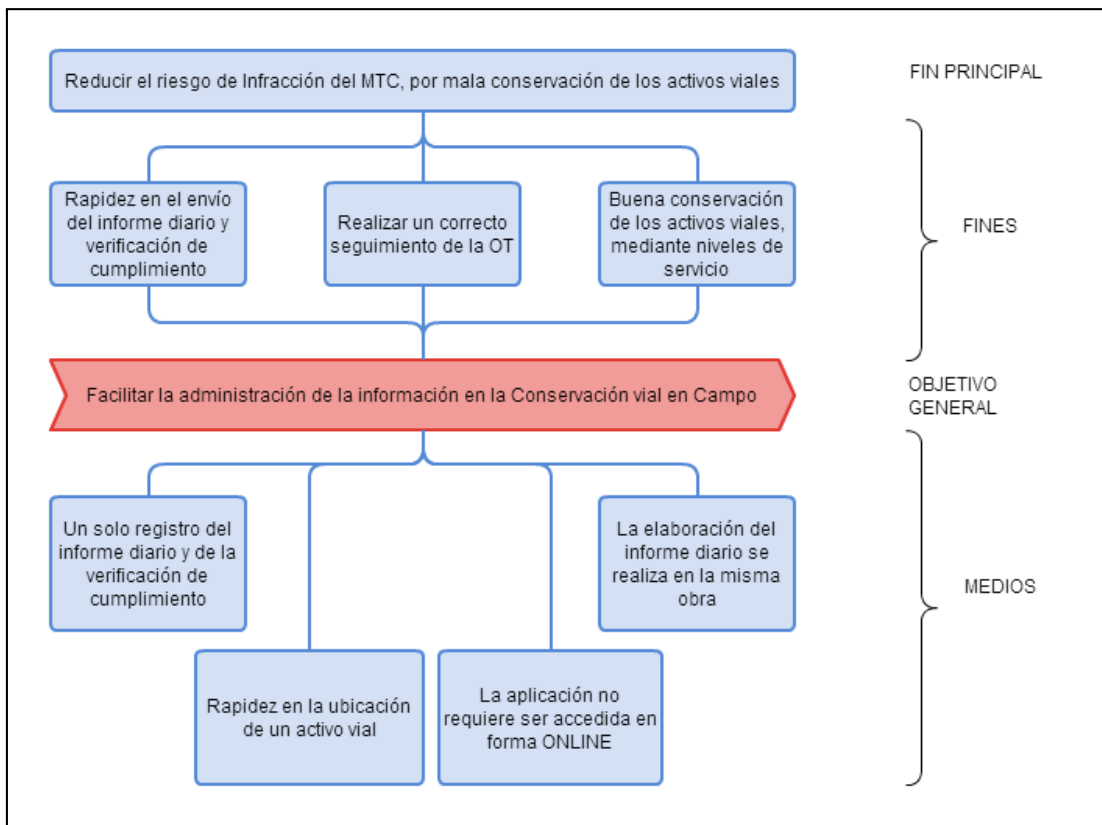 Reducir el riesgo de Infracción del MTC, por mala conservación de los activos viales
FIN PRINCIPAL
Rapidez en el envío
del informe diario y
verificación de
cumplimiento
Realizar un correcto
seguimiento de la OT
Buena conservación
de los activos viales,
mediante niveles de
servicio
FINES
Facilitar la administración de la información en la Conservación vial en Campo
OBJETIVO
GENERAL
Un solo registro del
informe diario y de la
verificación de
cumplimiento
La elaboración del
informe diario se
realiza en la misma
obra
MEDIOS
Rapidez en la ubicación
de un activo vial
La aplicación no
requiere ser accedida en
forma ONLINE